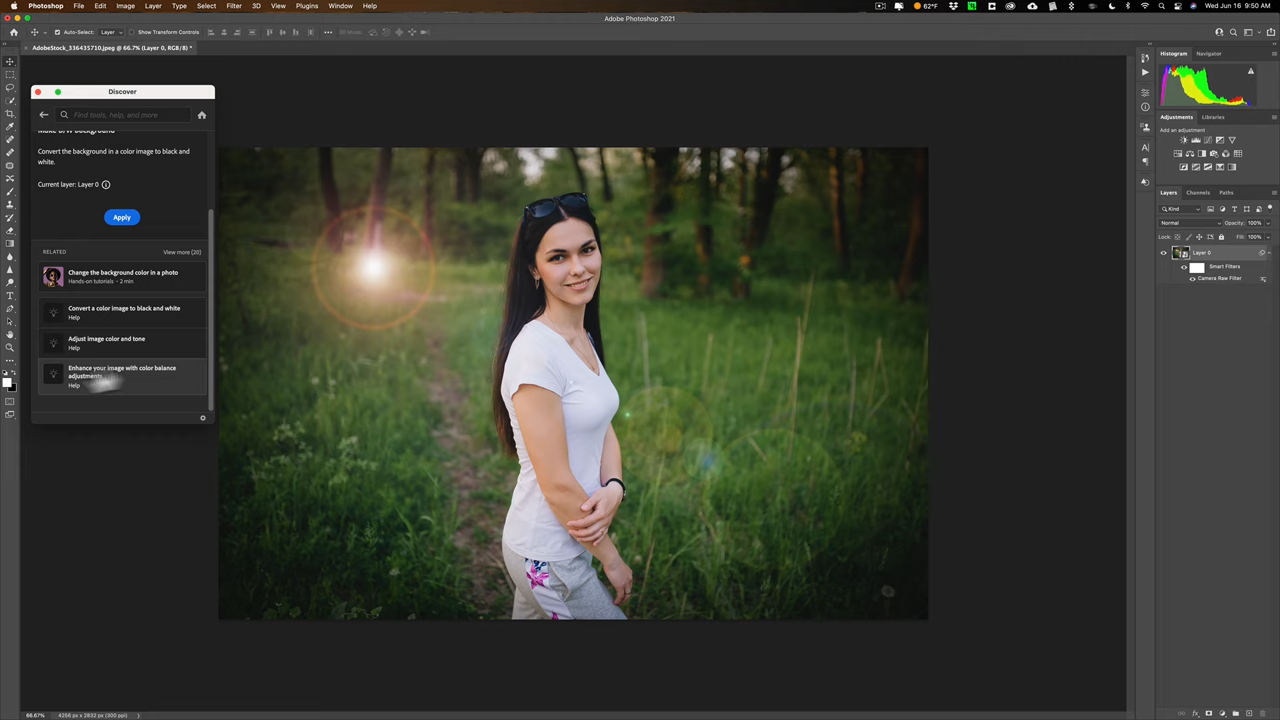 Photoshop File Edit Image Layer Type Select Filter 3D View Plugins Window Help 62°F Wed Jun 16 9:50 AM
Adobe Photoshop 2021
Auto-Select: Layer Show Transform Controls 3D Mode:
AdobeStock_336435710.jpeg @ 66.7% (Layer 0, RGB/8) *
Histogram Navigator
Discover
Find tools, help, and more
Make B/W background
Convert the background in a color image to black and
white.
Current layer: Layer 0
Apply
RELATED View more (20)
Change the background color in a photo
Hands-on tutorials • 2 min
Convert a color image to black and white
Help
Adjust image color and tone
Help
Enhance your image with color balance
adjustments
Help
Adjustments Libraries
Add an adjustment
Layers Channels Paths
Kind
Normal Opacity: 100%
Lock: Fill: 100%
Layer 0
Smart Filters
Camera Raw Filter
66.67% 4256 px x 2832 px (300 ppi)